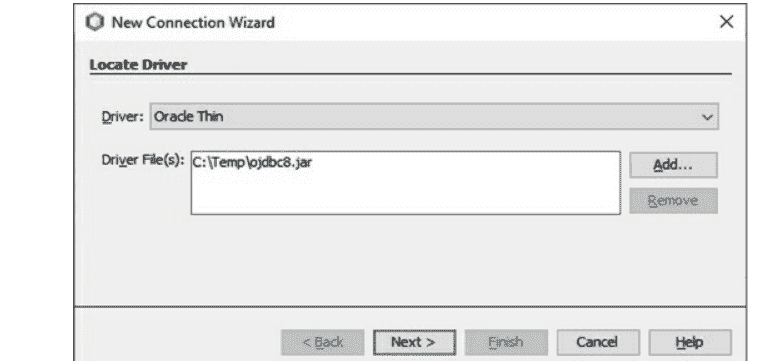 New Connection Wizard
Locate Driver
Driver: Oracle Thin
Driver File(s): C:\Temp\ojdbc8.jar
Add...
Remove
< Back Next > Finish Cancel Help